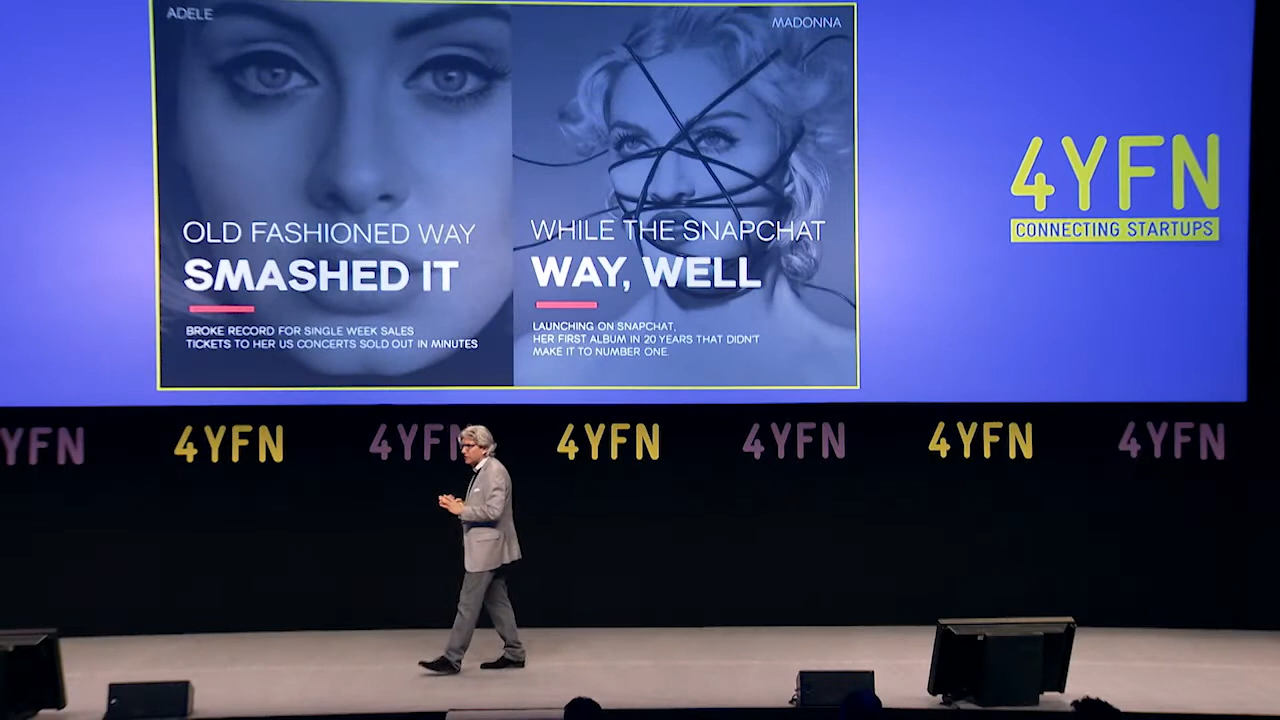 ADELE
OLD FASHIONED WAY
SMASHED IT
BROKE RECORD FOR SINGLE WEEK SALES
TICKETS TO HER US CONCERTS SOLD OUT IN MINUTES
MADONNA
WHILE THE SNAPCHAT
WAY, WELL
LAUNCHING ON SNAPCHAT,
HER FIRST ALBUM IN 20 YEARS THAT DIDN'T
MAKE IT TO NUMBER ONE.
4YFN
CONNECTING STARTUPS
YFN 4YFN 4YFN 4YFN 4YFN 4YFN 4YFN